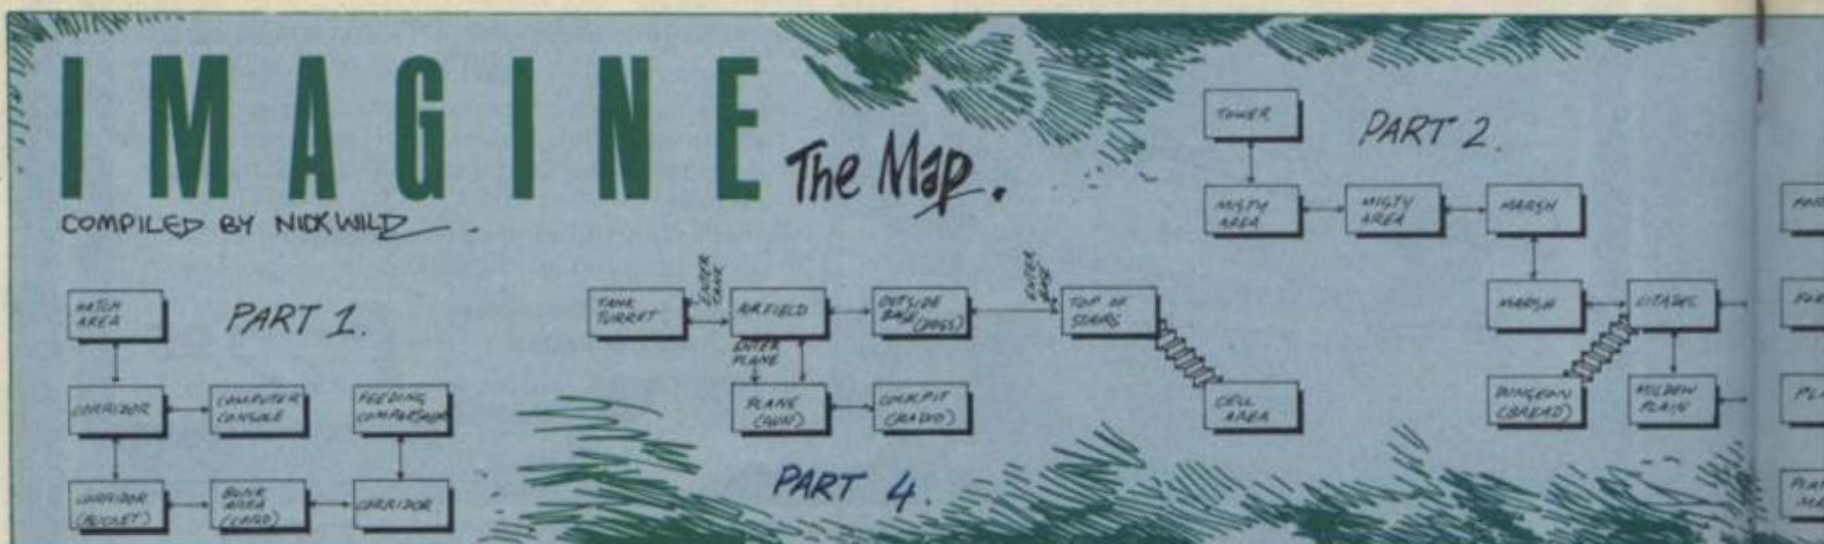 IMAGINE
The Map.
COMPILED BY NICK WILD
PART 1.
HATCH
AREA
CORRIDOR
COMPUTER
CONSOLE
FEEDING
COMPARTMENT
CORRIDOR
(BUCKET)
BUNK
AREA
(CARD)
CORRIDOR
TANK
TURRET
ENTER
TANK
AIRFIELD
OUTSIDE
BASE (DOGS)
ENTER
BASE
TOP OF
STAIRS
ENTER
PLANE
PLANE
(GUN)
COCKPIT
(RADIO)
CELL
AREA
PART 4.
PART 2.
TOWER
MISTY
AREA
MISTY
AREA
MARSH
MARSH
CITADEL
DUNGEON
(BREAD)
MILDEW
PLAIN